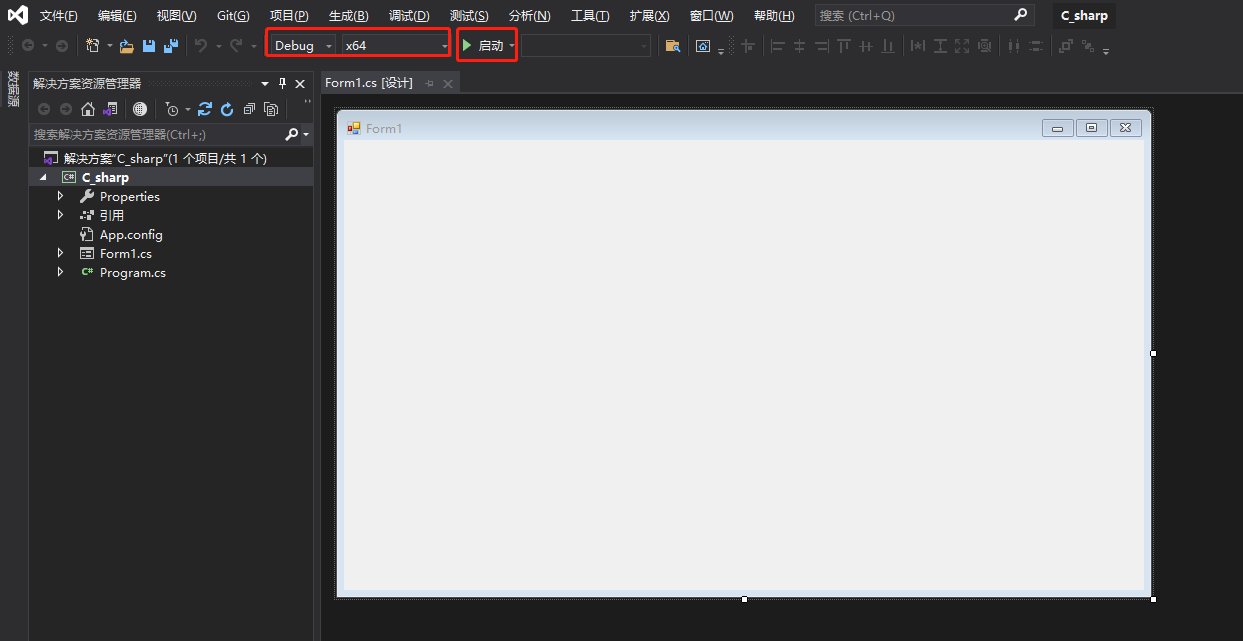 文件(F) 编辑(E) 视图(V) Git(G) 项目(P) 生成(B) 调试(D) 测试(S) 分析(N) 工具(T) 扩展(X) 窗口(W) 帮助(H) 搜索 (Ctrl+Q) C_sharp
Debug x64 启动
数据源
解决方案资源管理器
Form1.cs [设计]
搜索解决方案资源管理器(Ctrl+;)
Form1
解决方案"C_sharp"(1 个项目/共 1 个)
C# C_sharp
Properties
引用
App.config
Form1.cs
C# Program.cs